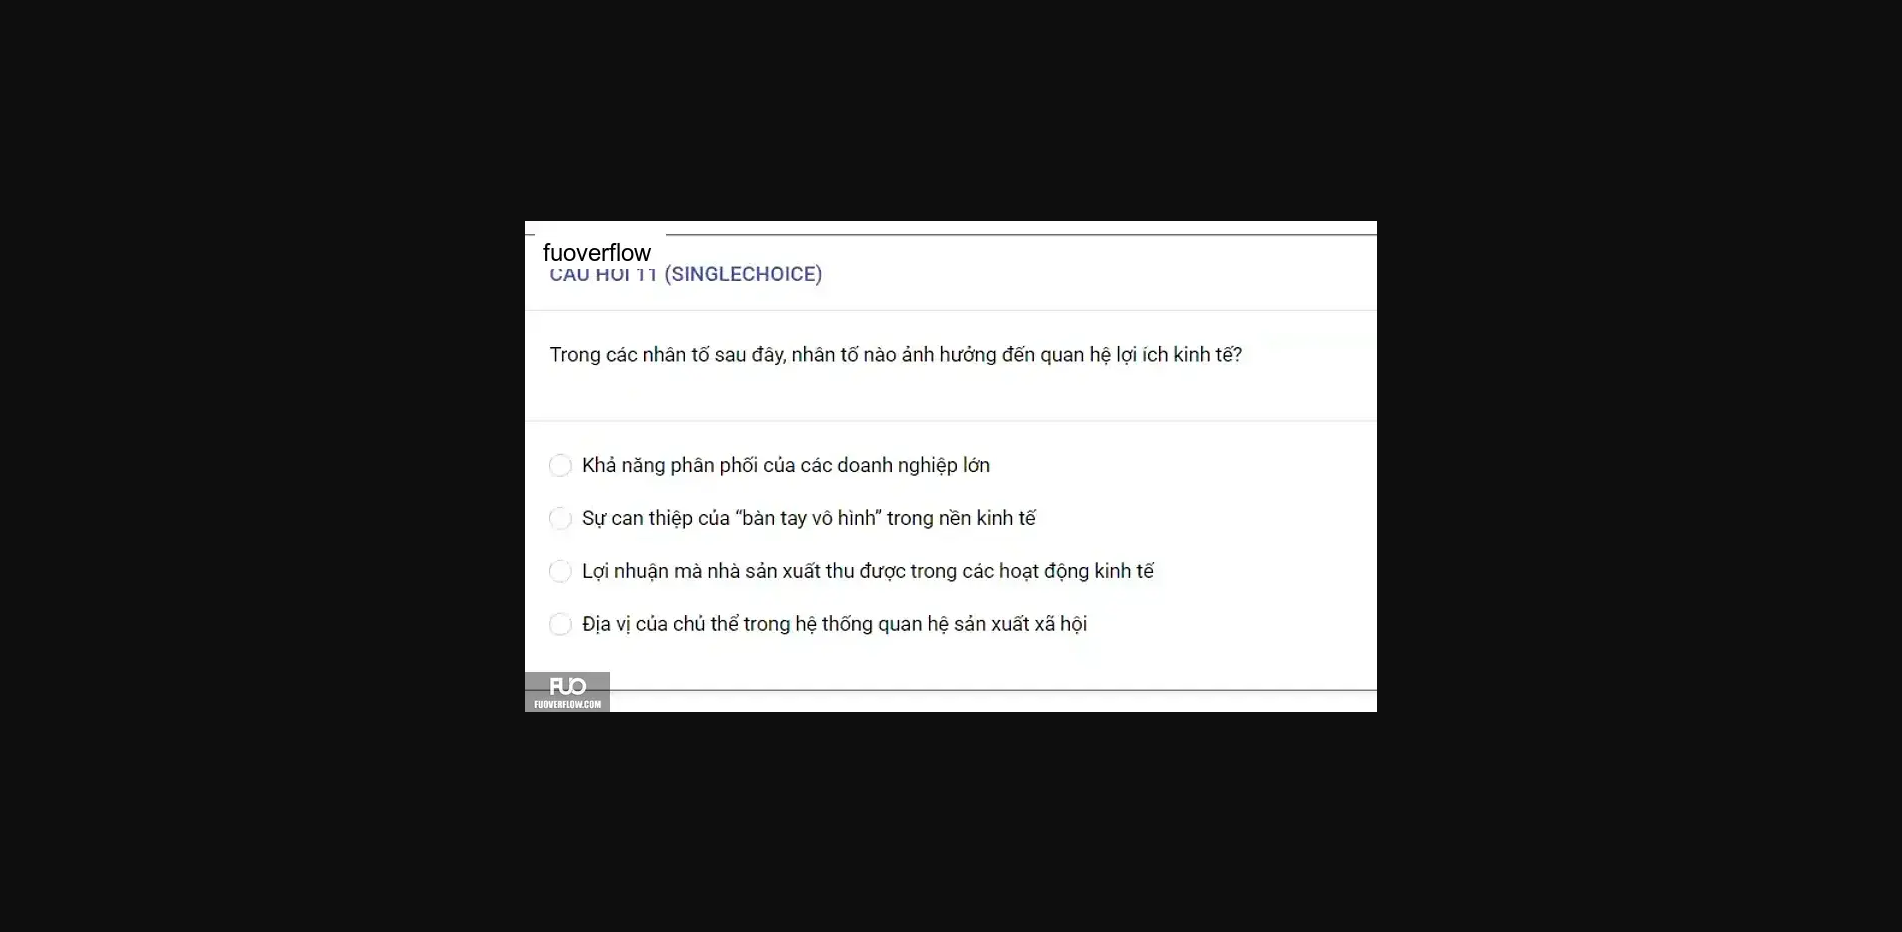 fuoverflow
CÂU HỎI 11 (SINGLECHOICE)
Trong các nhân tố sau đây, nhân tố nào ảnh hưởng đến quan hệ lợi ích kinh tế?
Khả năng phân phối của các doanh nghiệp lớn
Sự can thiệp của “bàn tay vô hình” trong nền kinh tế
Lợi nhuận mà nhà sản xuất thu được trong các hoạt động kinh tế
Địa vị của chủ thể trong hệ thống quan hệ sản xuất xã hội
FUO
FUOVERFLOW.COM